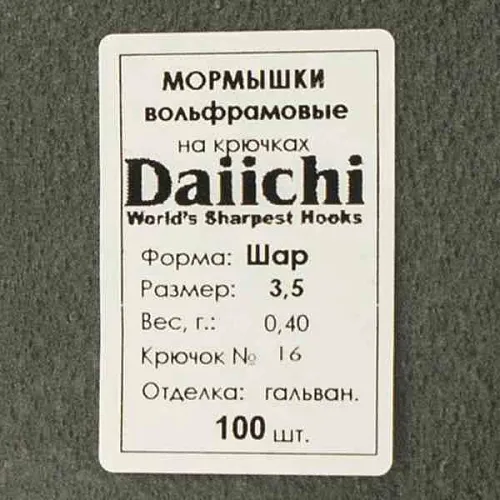 МОРМЫШКИ
вольфрамовые
на крючках
Daiichi
World's Sharpest Hooks
Форма: Шар
Размер: 3,5
Вес, г.: 0,40
Крючок № 16
Отделка: гальван.
100 шт.